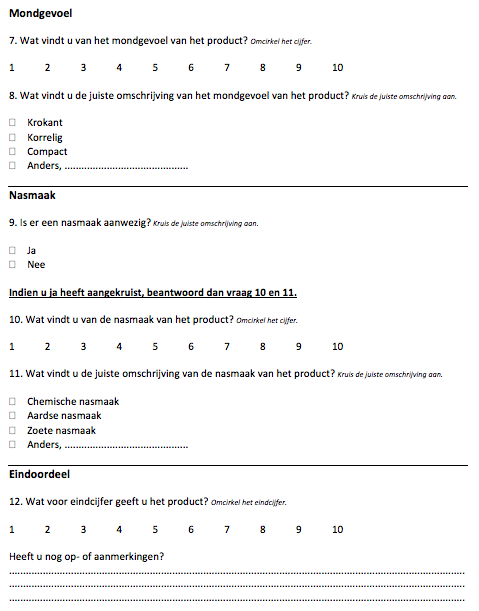 Mondgevoel
7. Wat vindt u van het mondgevoel van het product? Omcirkel het cijfer.
1 2 3 4 5 6 7 8 9 10
8. Wat vindt u de juiste omschrijving van het mondgevoel van het product? Kruis de juiste omschrijving aan.
□ Krokant
□ Korrelig
□ Compact
□ Anders, ............................................
Nasmaak
9. Is er een nasmaak aanwezig? Kruis de juiste omschrijving aan.
□ Ja
□ Nee
Indien u ja heeft aangekruist, beantwoord dan vraag 10 en 11.
10. Wat vindt u van de nasmaak van het product? Omcirkel het cijfer.
1 2 3 4 5 6 7 8 9 10
11. Wat vindt u de juiste omschrijving van de nasmaak van het product? Kruis de juiste omschrijving aan.
□ Chemische nasmaak
□ Aardse nasmaak
□ Zoete nasmaak
□ Anders, ............................................
Eindoordeel
12. Wat voor eindcijfer geeft u het product? Omcirkel het eindcijfer.
1 2 3 4 5 6 7 8 9 10
Heeft u nog op- of aanmerkingen?
....................................................................................................
....................................................................................................
....................................................................................................